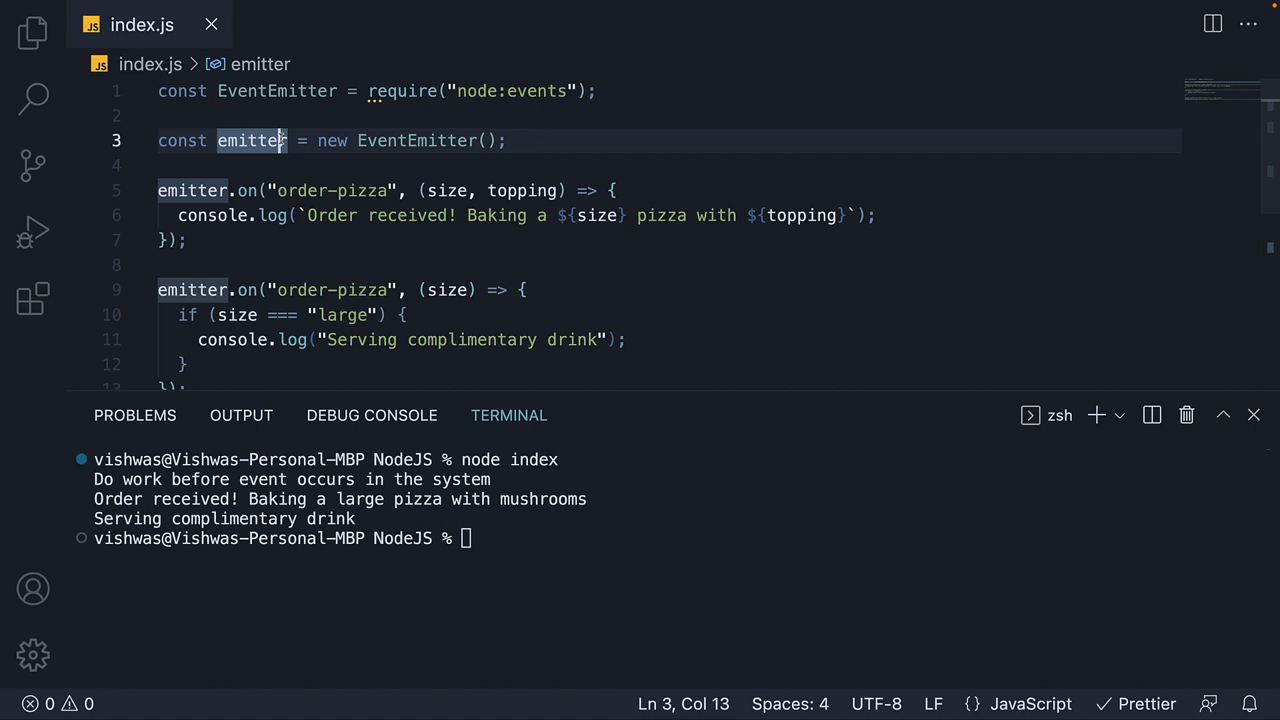 JS index.js
JS index.js > emitter
1 const EventEmitter = require("node:events");
2
3 const emitter = new EventEmitter();
4
5 emitter.on("order-pizza", (size, topping) => {
6 console.log(`Order received! Baking a ${size} pizza with ${topping}`);
7 });
8
9 emitter.on("order-pizza", (size) => {
10 if (size === "large") {
11 console.log("Serving complimentary drink");
12 }
13 });
PROBLEMS OUTPUT DEBUG CONSOLE TERMINAL zsh
vishwas@Vishwas-Personal-MBP NodeJS % node index
Do work before event occurs in the system
Order received! Baking a large pizza with mushrooms
Serving complimentary drink
vishwas@Vishwas-Personal-MBP NodeJS %
0 0 Ln 3, Col 13 Spaces: 4 UTF-8 LF {} JavaScript Prettier